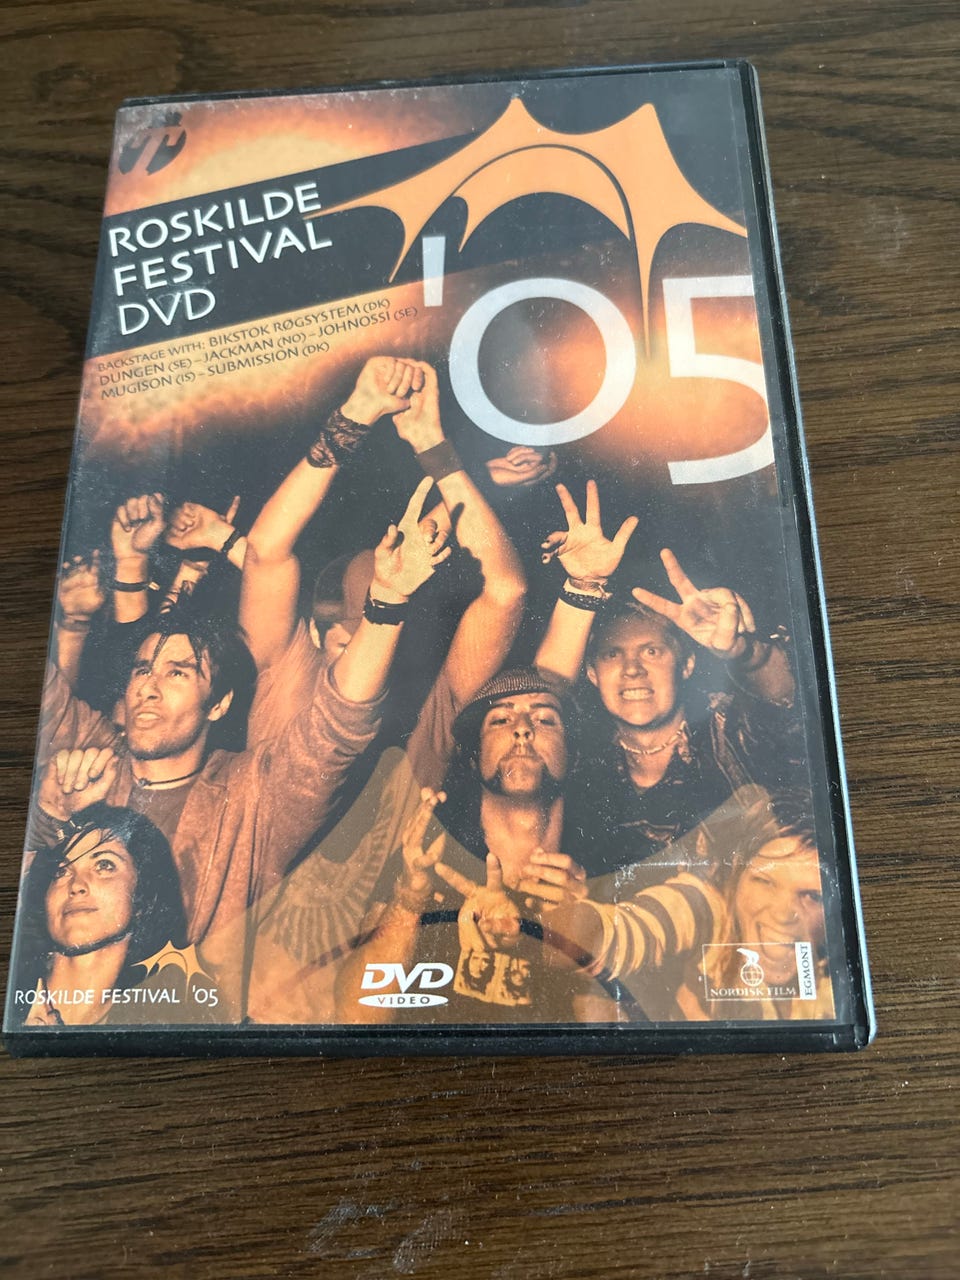 ROSKILDE
FESTIVAL
DVD
'05
BACKSTAGE WITH: BIKSTOK RØGSYSTEM (DK)
DUNGEN (SE) – JACKMAN (NO) – JOHNOSSI (SE)
MUGISON (IS) – SUBMISSION (DK)
ROSKILDE FESTIVAL '05
DVD
VIDEO
NORDISK FILM
EGMONT